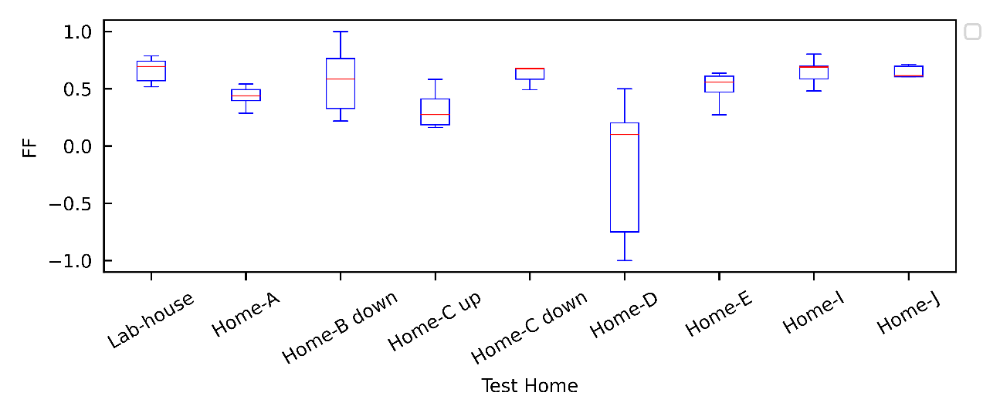 1.0
0.5
0.0
−0.5
−1.0
FF
Lab-house
Home-A
Home-B down
Home-C up
Home-C down
Home-D
Home-E
Home-I
Home-J
Test Home